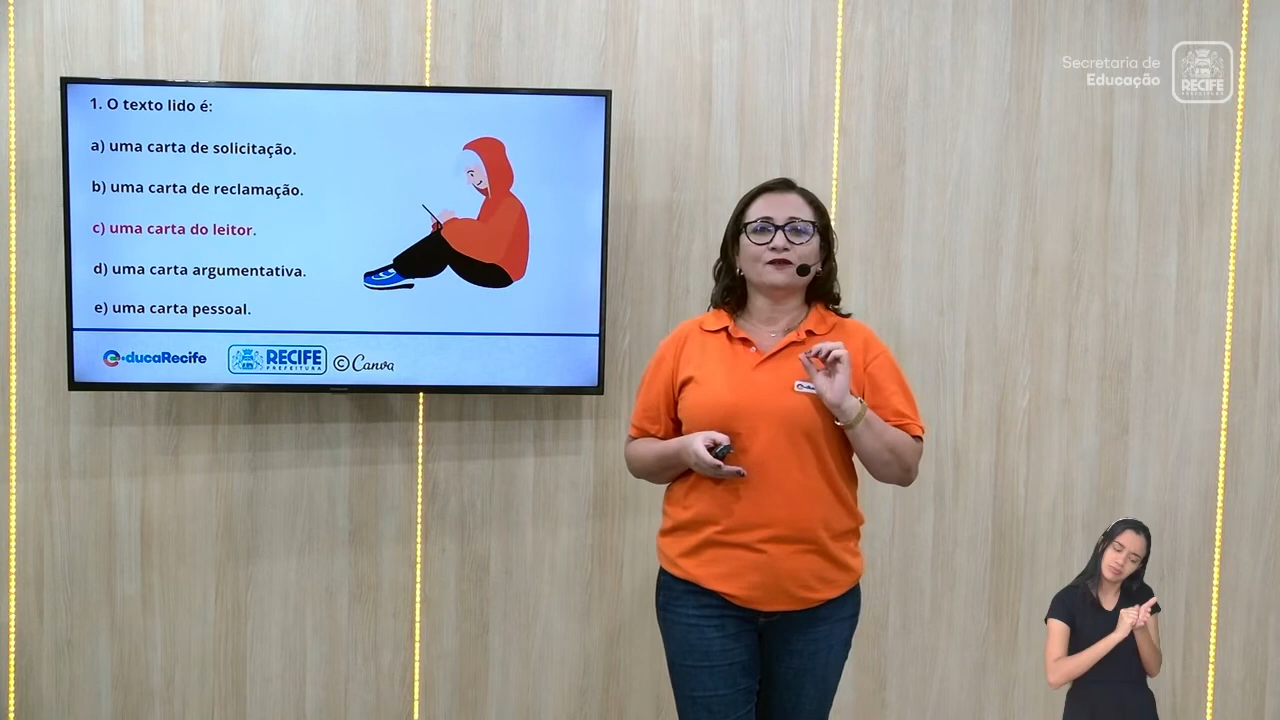 1. O texto lido é:
a) uma carta de solicitação.
b) uma carta de reclamação.
c) uma carta do leitor.
d) uma carta argumentativa.
e) uma carta pessoal.
educaRecife
RECIFE
PREFEITURA
© Canva
Secretaria de
Educação
RECIFE
PREFEITURA